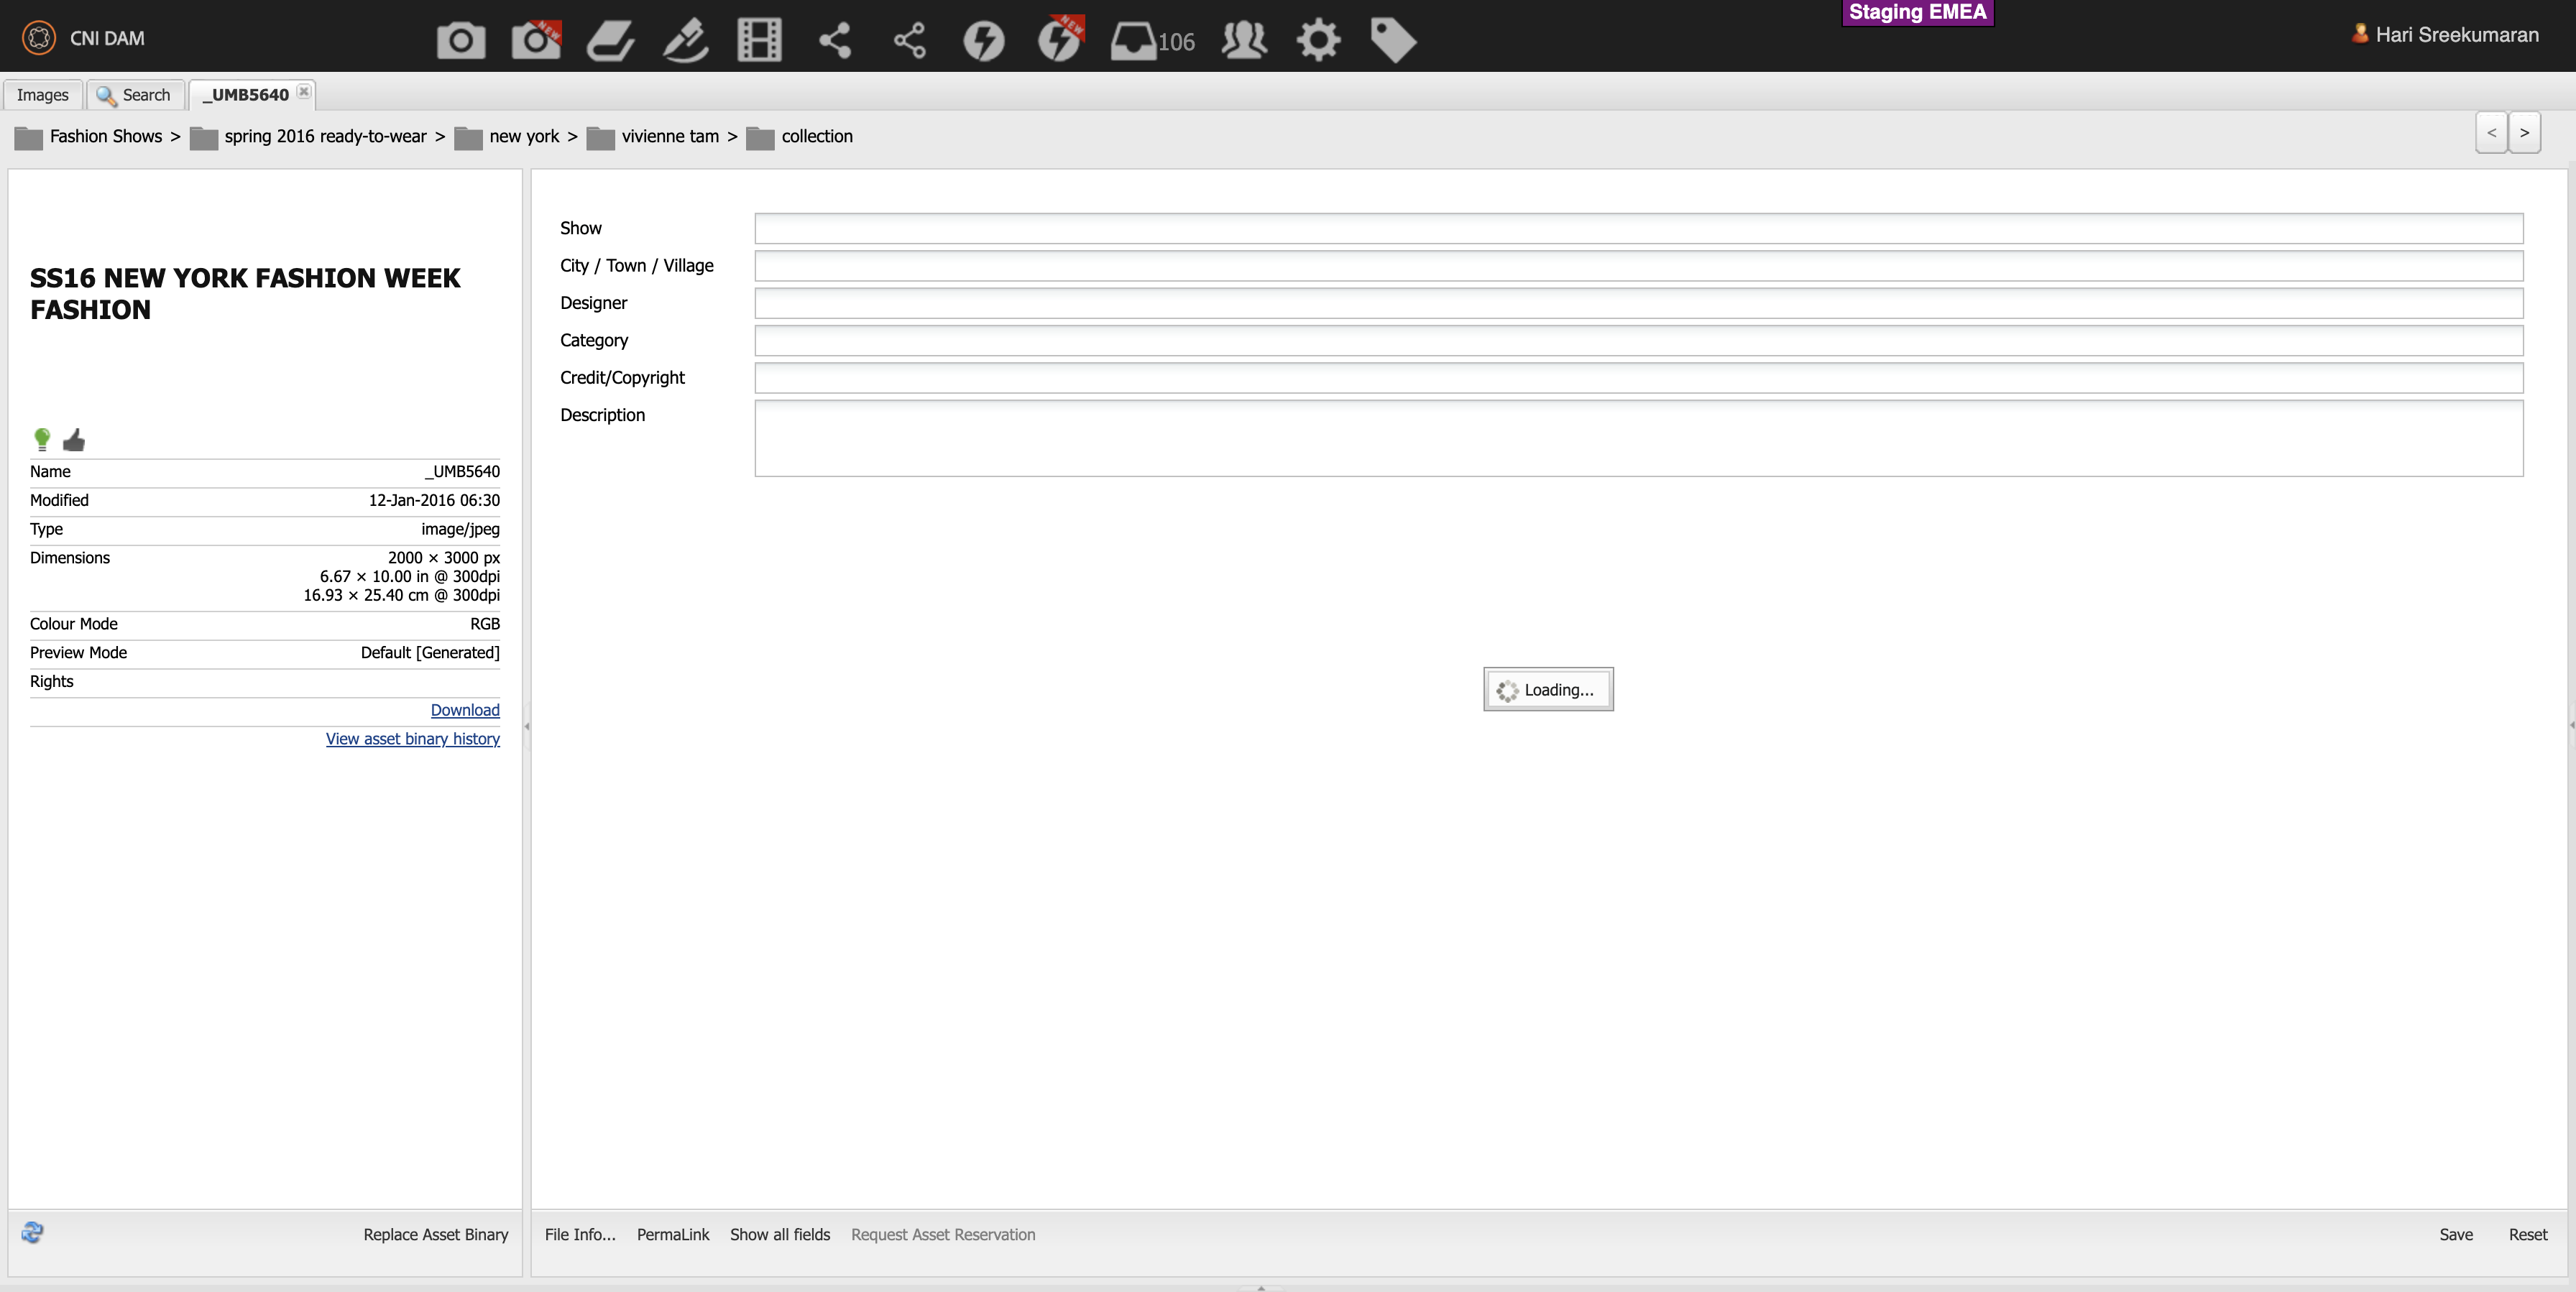 CNI DAM
NEW
NEW
106
Staging EMEA
Hari Sreekumaran
Images
Search
_UMB5640
Fashion Shows > spring 2016 ready-to-wear > new york > vivienne tam > collection
< >
SS16 NEW YORK FASHION WEEK
FASHION
Name _UMB5640
Modified 12-Jan-2016 06:30
Type image/jpeg
Dimensions 2000 × 3000 px
6.67 × 10.00 in @ 300dpi
16.93 × 25.40 cm @ 300dpi
Colour Mode RGB
Preview Mode Default [Generated]
Rights
Download
View asset binary history
Show
City / Town / Village
Designer
Category
Credit/Copyright
Description
Loading...
Replace Asset Binary
File Info... PermaLink Show all fields Request Asset Reservation
Save Reset